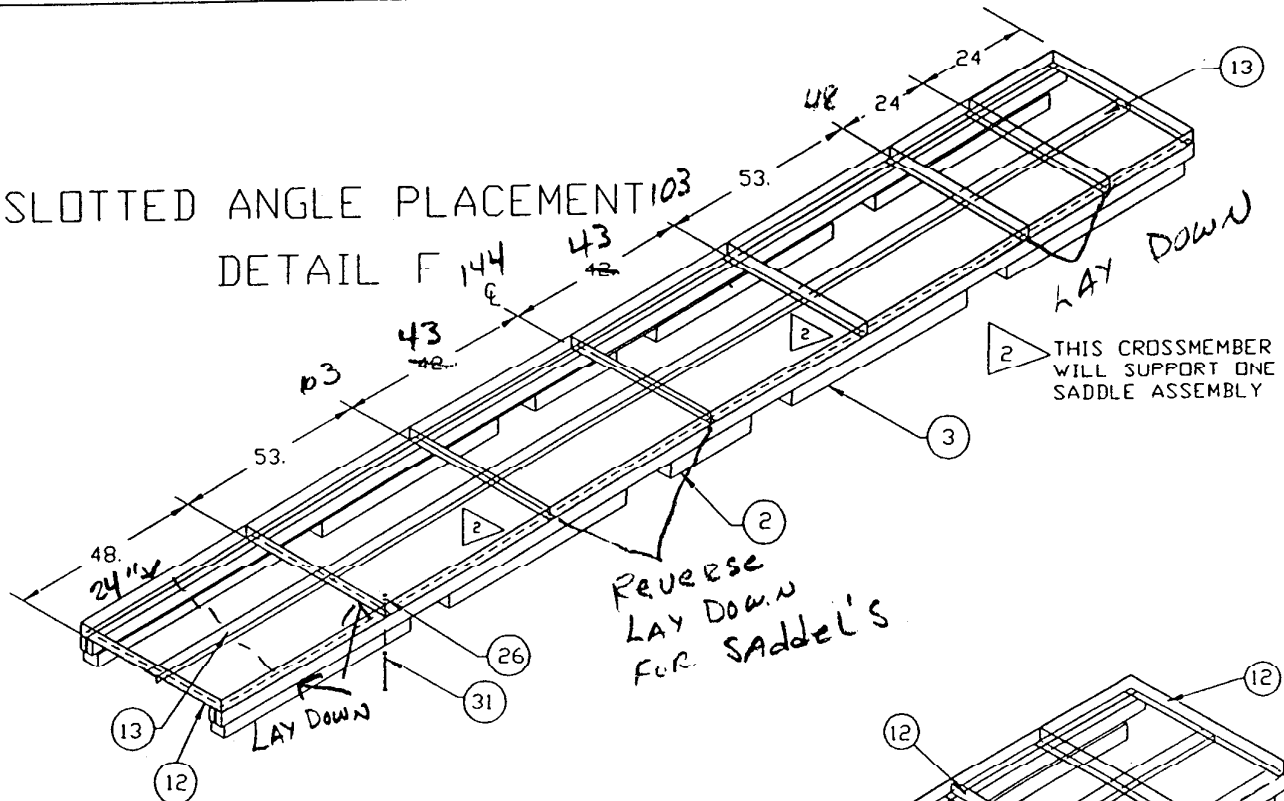 24
13
48
24
53.
SLOTTED ANGLE PLACEMENT 103
DETAIL F
144
℄
43
42.
LAY DOWN
43
42.
2
2 THIS CROSSMEMBER
WILL SUPPORT ONE
SADDLE ASSEMBLY
103
3
53.
2
2
48.
24"
REVERSE
LAY DOWN
FOR SAddEL'S
26
31
LAY DOWN
13
12
12
12